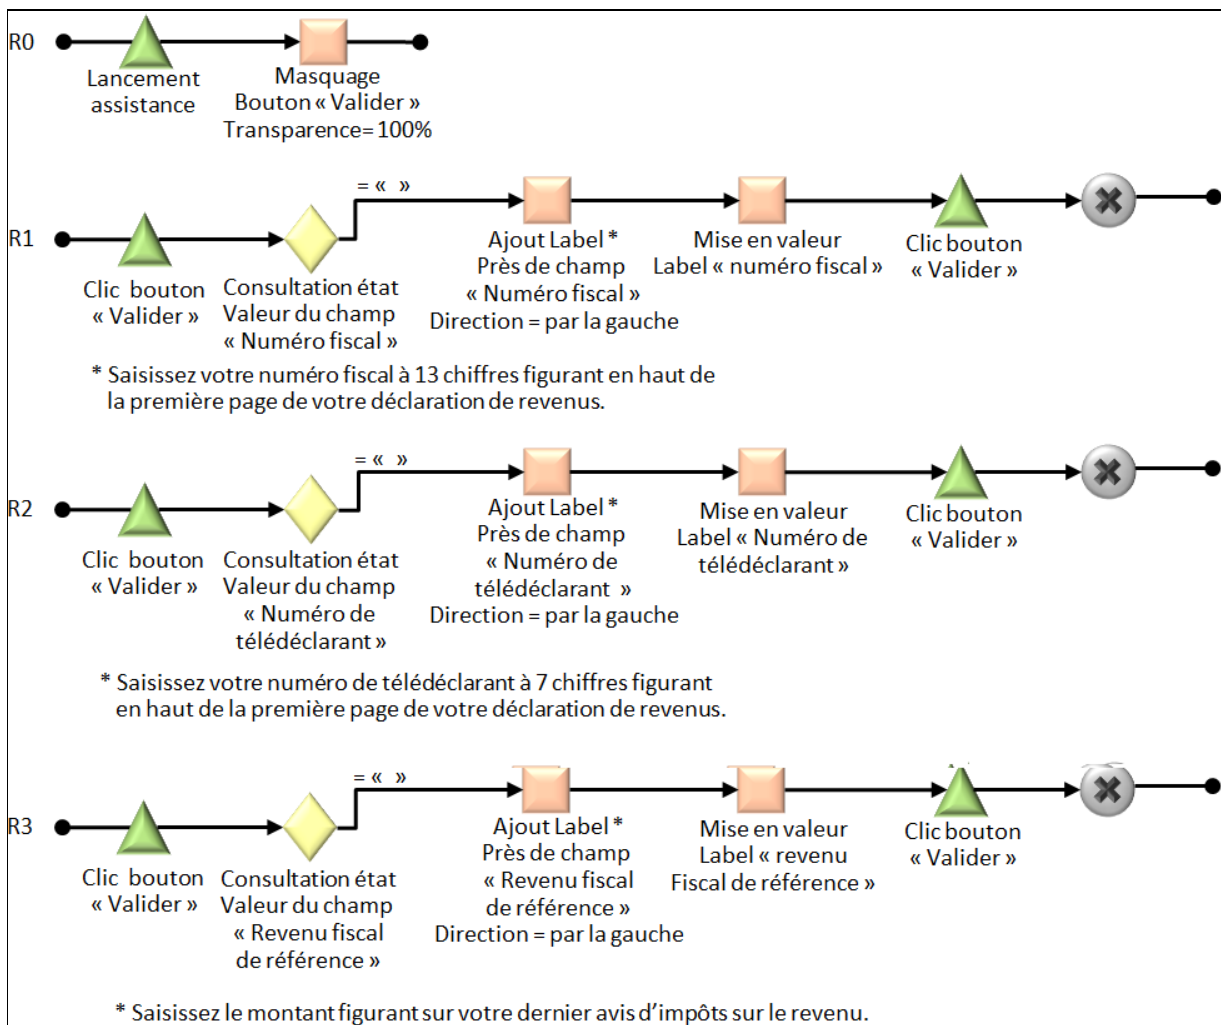 R0
Lancement
assistance
Masquage
Bouton « Valider »
Transparence= 100%
R1
= «  »
Clic bouton
« Valider »
Consultation état
Valeur du champ
« Numéro fiscal »
Ajout Label *
Près de champ
« Numéro fiscal »
Direction = par la gauche
Mise en valeur
Label « numéro fiscal »
Clic bouton
« Valider »
* Saisissez votre numéro fiscal à 13 chiffres figurant en haut de
la première page de votre déclaration de revenus.
R2
= «  »
Clic bouton
« Valider »
Consultation état
Valeur du champ
« Numéro de
télédéclarant »
Ajout Label *
Près de champ
« Numéro de
télédéclarant »
Direction = par la gauche
Mise en valeur
Label « Numéro de
télédéclarant »
Clic bouton
« Valider »
* Saisissez votre numéro de télédéclarant à 7 chiffres figurant
en haut de la première page de votre déclaration de revenus.
R3
= «  »
Clic bouton
« Valider »
Consultation état
Valeur du champ
« Revenu fiscal
de référence »
Ajout Label *
Près de champ
« Revenu fiscal
de référence »
Direction = par la gauche
Mise en valeur
Label « revenu
Fiscal de référence »
Clic bouton
« Valider »
* Saisissez le montant figurant sur votre dernier avis d’impôts sur le revenu.